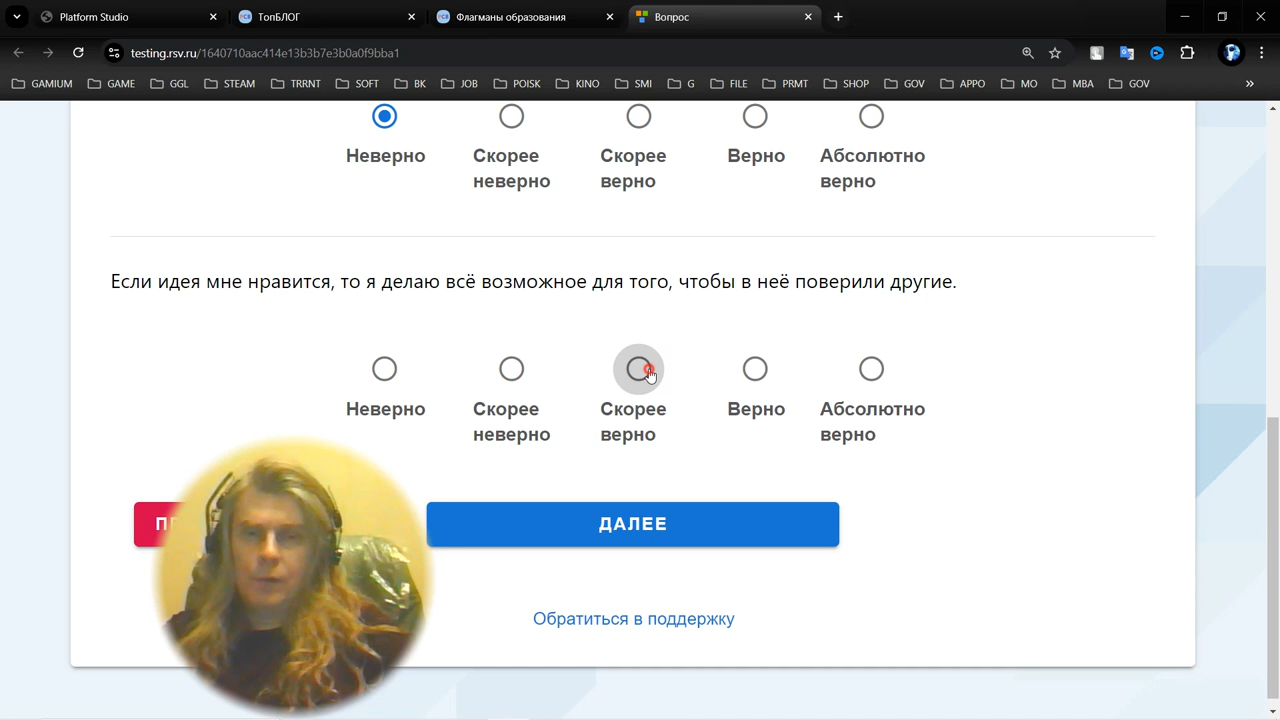 Platform Studio
ТопБЛОГ
Флагманы образования
Вопрос
testing.rsv.ru/1640710aac414e13b3b7e3b0a0f9bba1
GAMIUM GAME GGL STEAM TRRNT SOFT BK JOB POISK KINO SMI G FILE PRMT SHOP GOV APPO MO MBA GOV
Неверно
Скорее неверно
Скорее верно
Верно
Абсолютно верно
Если идея мне нравится, то я делаю всё возможное для того, чтобы в неё поверили другие.
Неверно
Скорее неверно
Скорее верно
Верно
Абсолютно верно
ДАЛЕЕ
Обратиться в поддержку